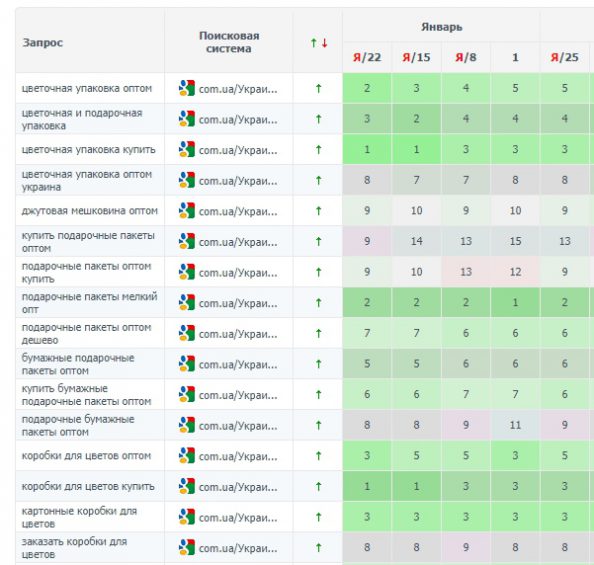 Запрос Поисковая система ↑↓ Январь
Я/22 Я/15 Я/8 1 Я/25
цветочная упаковка оптом com.ua/Украи... ↑ 2 3 4 5 5
цветочная и подарочная
упаковка com.ua/Украи... ↑ 3 2 4 4 4
цветочная упаковка купить com.ua/Украи... ↑ 1 1 3 3 3
цветочная упаковка оптом
украина com.ua/Украи... ↑ 8 7 7 8 8
джутовая мешковина оптом com.ua/Украи... ↑ 9 10 9 10 9
купить подарочные пакеты
оптом com.ua/Украи... ↑ 9 14 13 15 13
подарочные пакеты оптом
купить com.ua/Украи... ↑ 9 10 13 12 9
подарочные пакеты мелкий
опт com.ua/Украи... ↑ 2 2 2 1 2
подарочные пакеты оптом
дешево com.ua/Украи... ↑ 7 7 6 6 6
бумажные подарочные
пакеты оптом com.ua/Украи... ↑ 5 5 6 6 6
купить бумажные
подарочные пакеты оптом com.ua/Украи... ↑ 6 6 7 7 6
подарочные бумажные
пакеты оптом com.ua/Украи... ↑ 8 8 9 11 9
коробки для цветов оптом com.ua/Украи... ↑ 3 5 5 3 5
коробки для цветов купить com.ua/Украи... ↑ 1 1 3 3 3
картонные коробки для
цветов com.ua/Украи... ↑ 3 3 3 3 3
заказать коробки для
цветов com.ua/Украи... ↑ 8 8 9 8 8